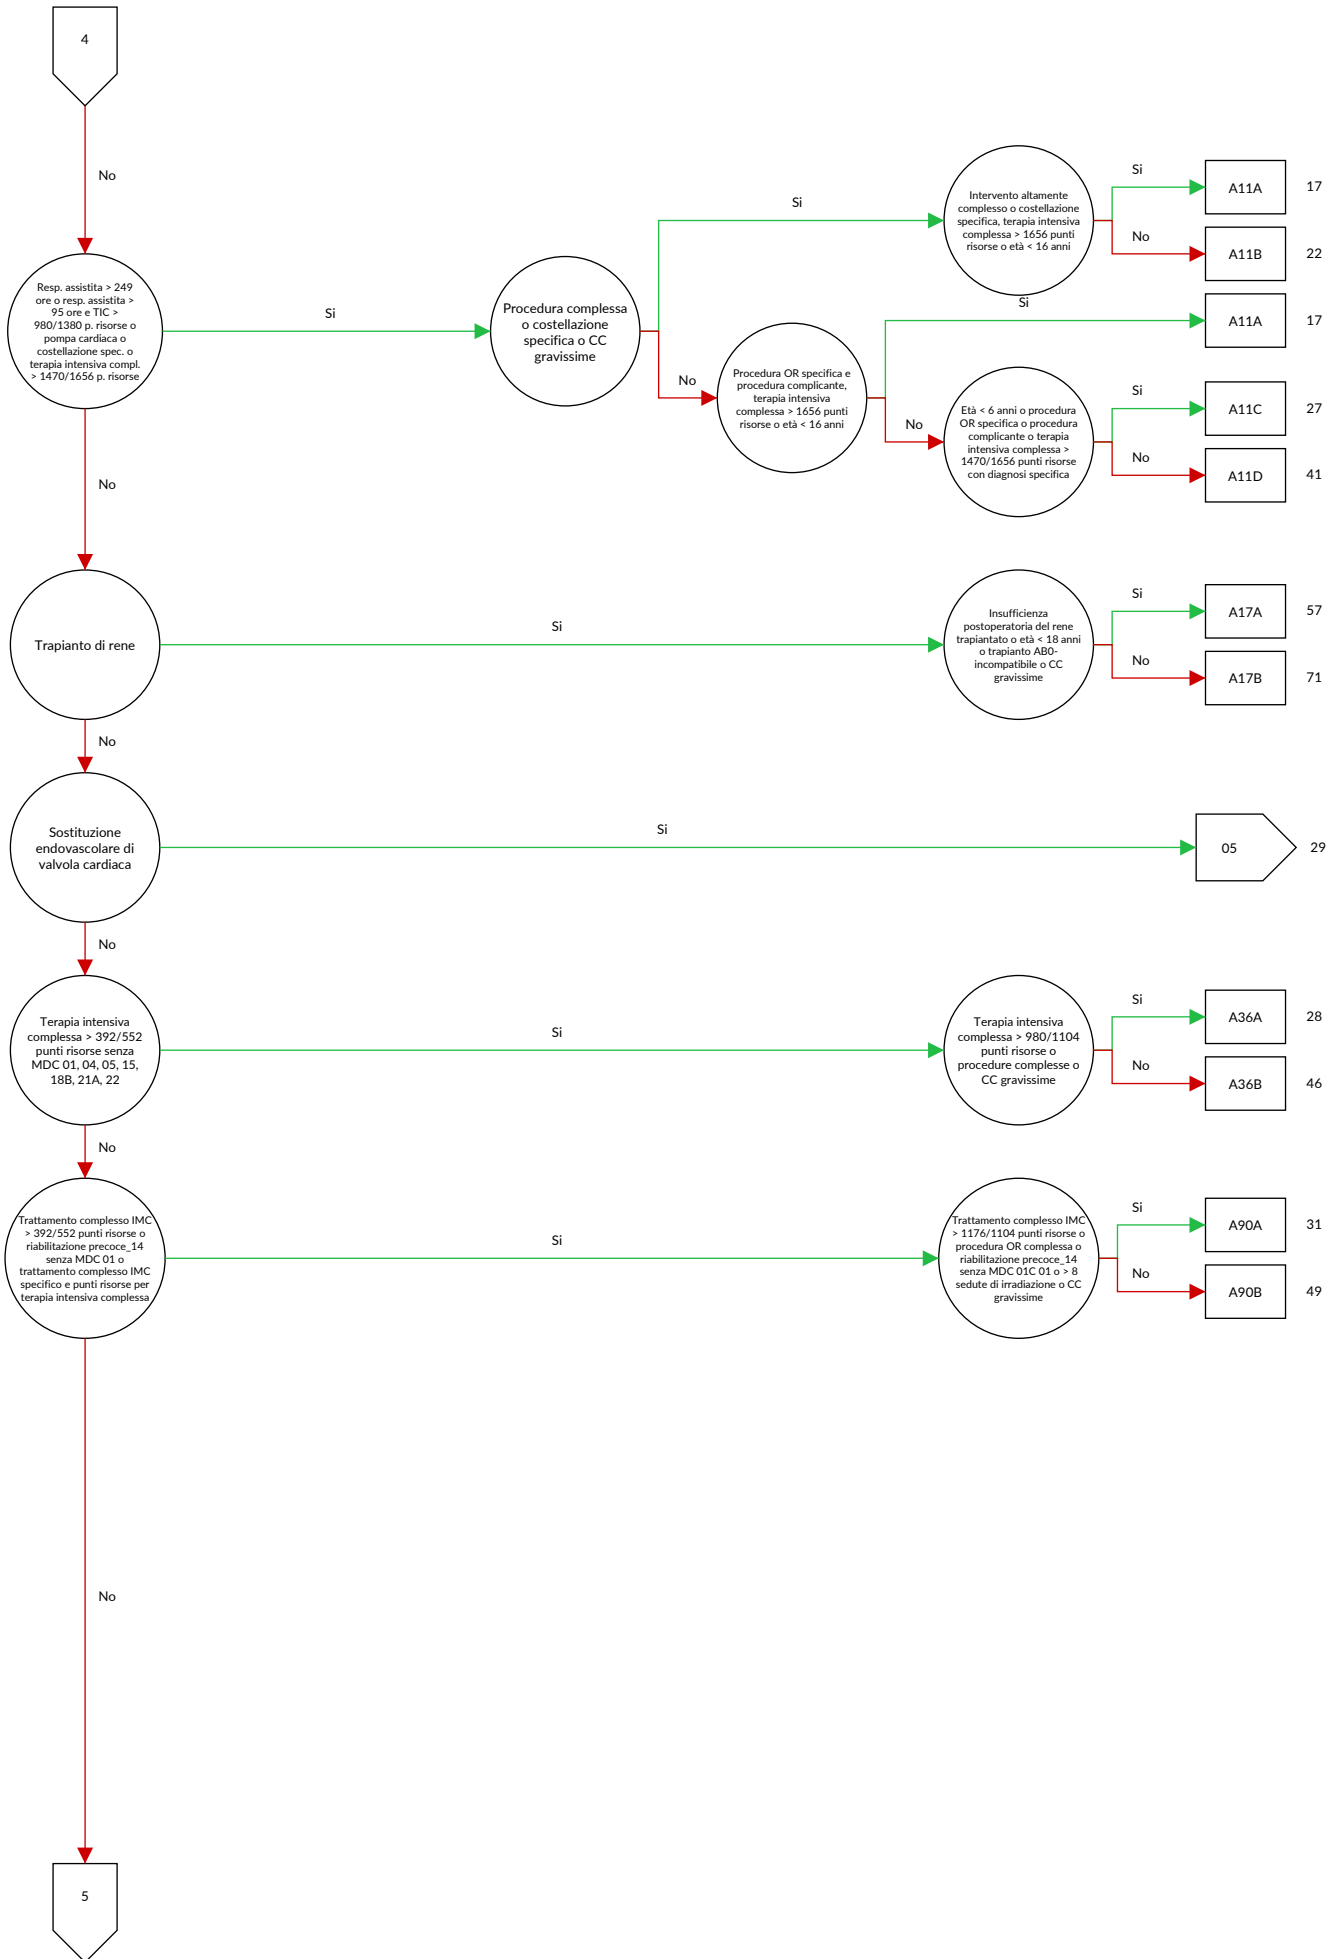 4
No
Resp. assistita > 249
ore o resp. assistita >
95 ore e TIC >
980/1380 p. risorse o
pompa cardiaca o
costellazione spec. o
terapia intensiva compl.
> 1470/1656 p. risorse
Si
Procedura complessa
o costellazione
specifica o CC
gravissime
Si
Intervento altamente
complesso o costellazione
specifica, terapia intensiva
complessa > 1656 punti
risorse o età < 16 anni
Si
A11A
17
No
A11B
22
No
Procedura OR specifica e
procedura complicante,
terapia intensiva
complessa > 1656 punti
risorse o età < 16 anni
Si
A11A
17
No
Età < 6 anni o procedura
OR specifica o procedura
complicante o terapia
intensiva complessa >
1470/1656 punti risorse
con diagnosi specifica
Si
A11C
27
No
A11D
41
No
Trapianto di rene
Si
Insufficienza
postoperatoria del rene
trapiantato o età < 18 anni
o trapianto AB0-
incompatibile o CC
gravissime
Si
A17A
57
No
A17B
71
No
Sostituzione
endovascolare di
valvola cardiaca
Si
05
29
No
Terapia intensiva
complessa > 392/552
punti risorse senza
MDC 01, 04, 05, 15,
18B, 21A, 22
Si
Terapia intensiva
complessa > 980/1104
punti risorse o
procedure complesse o
CC gravissime
Si
A36A
28
No
A36B
46
No
Trattamento complesso IMC
> 392/552 punti risorse o
riabilitazione precoce_14
senza MDC 01 o
trattamento complesso IMC
specifico e punti risorse per
terapia intensiva complessa
Si
Trattamento complesso IMC
> 1176/1104 punti risorse o
procedura OR complessa o
riabilitazione precoce_14
senza MDC 01C 01 o > 8
sedute di irradiazione o CC
gravissime
Si
A90A
31
No
A90B
49
No
5